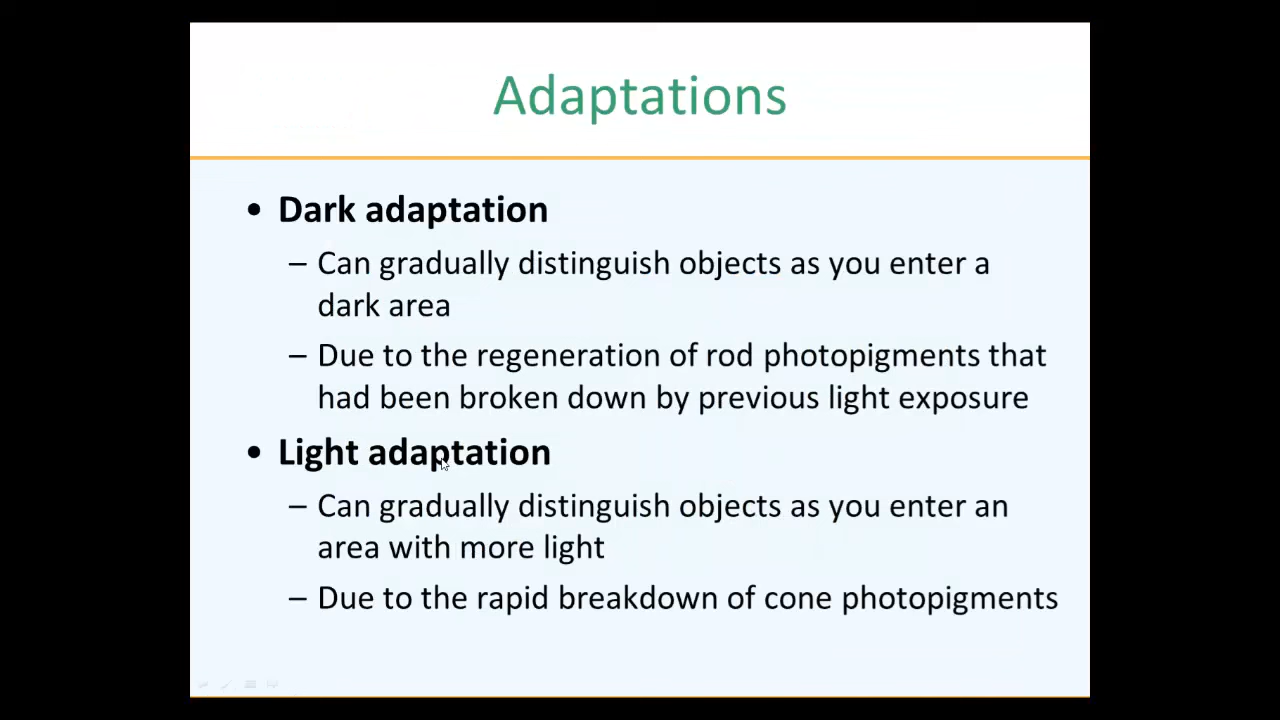 Adaptations
• Dark adaptation
– Can gradually distinguish objects as you enter a
dark area
– Due to the regeneration of rod photopigments that
had been broken down by previous light exposure
• Light adaptation
– Can gradually distinguish objects as you enter an
area with more light
– Due to the rapid breakdown of cone photopigments